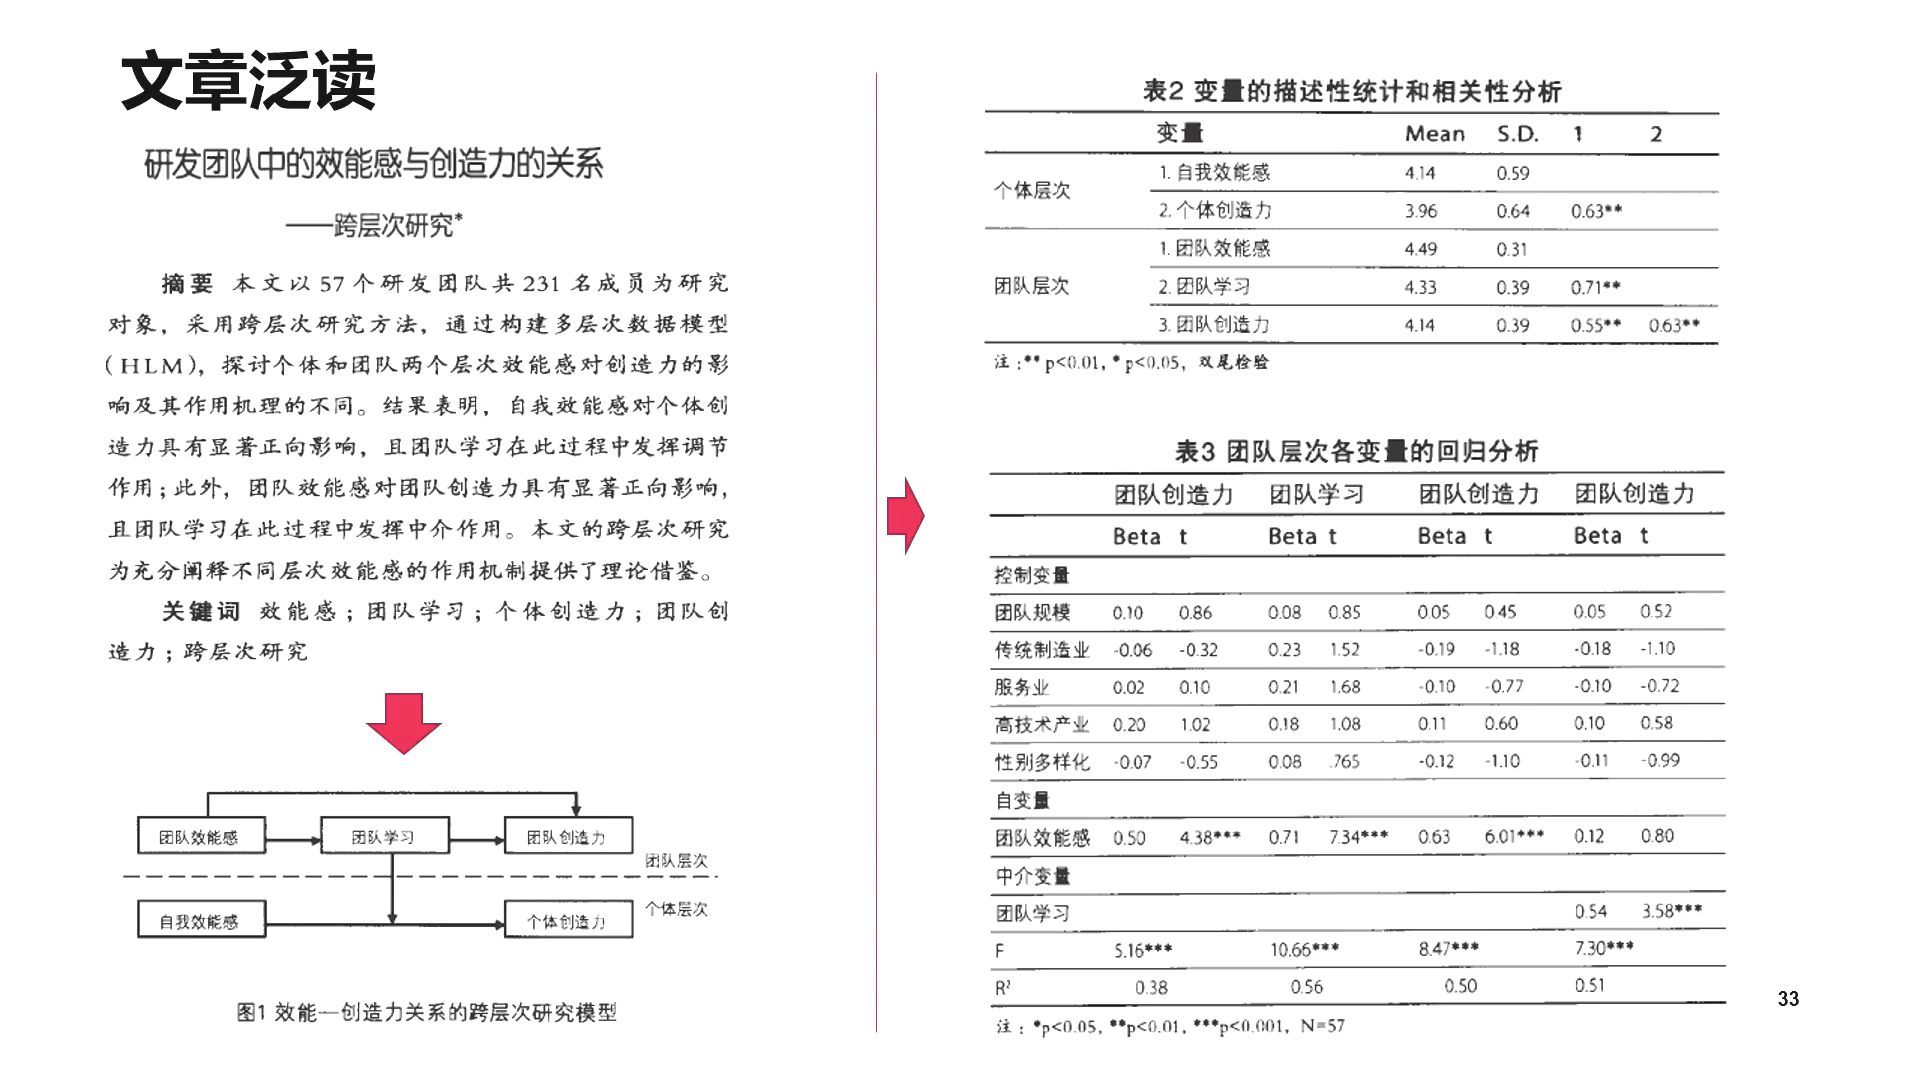 文章泛读
研发团队中的效能感与创造力的关系
——跨层次研究*
摘要 本文以57个研发团队共231名成员为研究
对象，采用跨层次研究方法，通过构建多层次数据模型
(HLM)，探讨个体和团队两个层次效能感对创造力的影
响及其作用机理的不同。结果表明，自我效能感对个体创
造力具有显著正向影响，且团队学习在此过程中发挥调节
作用；此外，团队效能感对团队创造力具有显著正向影响，
且团队学习在此过程中发挥中介作用。本文的跨层次研究
为充分阐释不同层次效能感的作用机制提供了理论借鉴。
关键词 效能感；团队学习；个体创造力；团队创
造力；跨层次研究
团队效能感 团队学习 团队创造力
团队层次
个体层次
自我效能感 个体创造力
图1 效能—创造力关系的跨层次研究模型
表2 变量的描述性统计和相关性分析
变量 Mean S.D. 1 2
个体层次
1. 自我效能感 4.14 0.59
2. 个体创造力 3.96 0.64 0.63**
团队层次
1. 团队效能感 4.49 0.31
2. 团队学习 4.33 0.39 0.71**
3. 团队创造力 4.14 0.39 0.55** 0.63**
注：** p<0.01, * p<0.05, 双尾检验
表3 团队层次各变量的回归分析
团队创造力 团队学习 团队创造力 团队创造力
Beta t Beta t Beta t Beta t
控制变量
团队规模 0.10 0.86 0.08 0.85 0.05 0.45 0.05 0.52
传统制造业 -0.06 -0.32 0.23 1.52 -0.19 -1.18 -0.18 -1.10
服务业 0.02 0.10 0.21 1.68 -0.10 -0.77 -0.10 -0.72
高技术产业 0.20 1.02 0.18 1.08 0.11 0.60 0.10 0.58
性别多样化 -0.07 -0.55 0.08 .765 -0.12 -1.10 -0.11 -0.99
自变量
团队效能感 0.50 4.38*** 0.71 7.34*** 0.63 6.01*** 0.12 0.80
中介变量
团队学习 0.54 3.58***
F 5.16*** 10.66*** 8.47*** 7.30***
R² 0.38 0.56 0.50 0.51
注：*p<0.05, **p<0.01, ***p<0.001, N=57
33